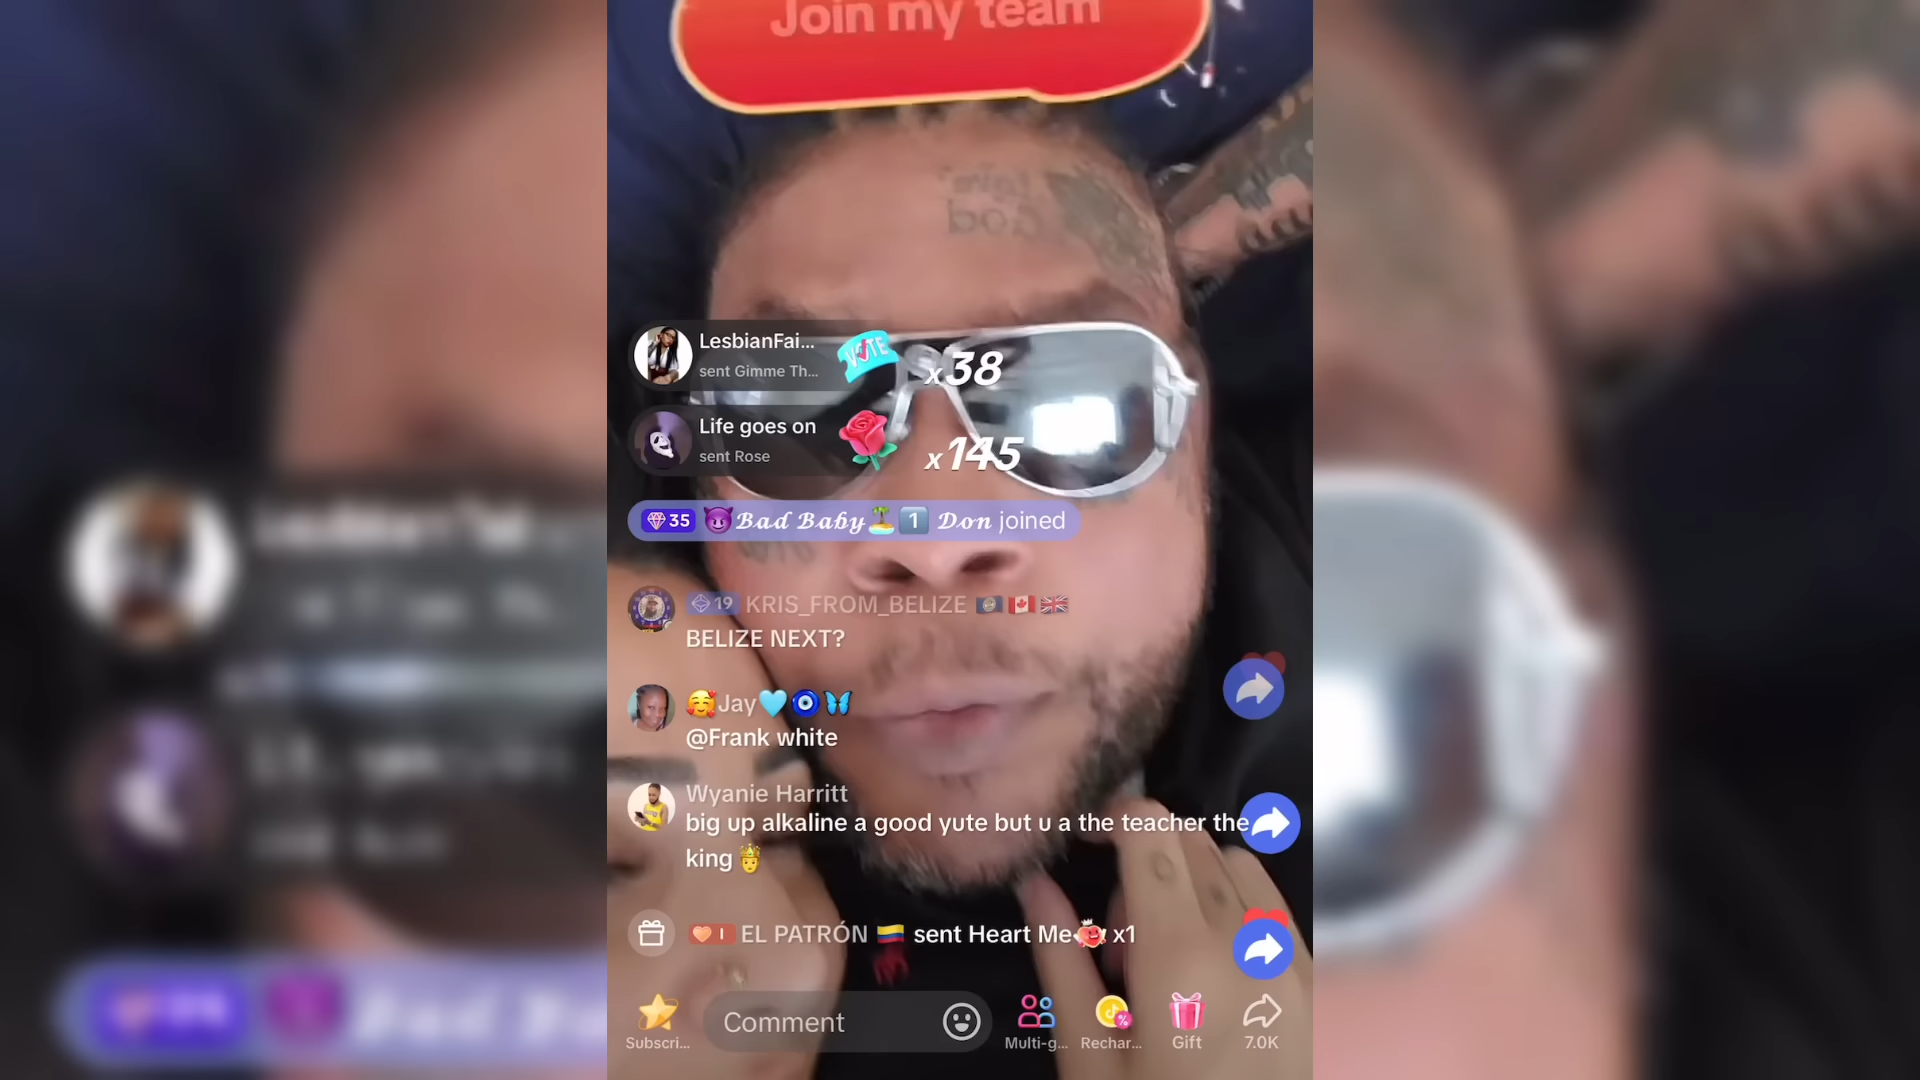 Join my team
LesbianFai...
sent Gimme Th...
VOTE
x38
Life goes on
sent Rose
x145
35 😈𝓑𝓪𝓭 𝓑𝓪𝓫𝔂🏝️1️⃣ 𝓓𝓸𝓷 joined
19 KRIS_FROM_BELIZE 🇧🇿🇨🇦🇬🇧
BELIZE NEXT?
🥰Jay🩵🧿🦋
@Frank white
Wyanie Harritt
big up alkaline a good yute but u a the teacher the
king 🤴
I EL PATRÓN 🇨🇴 sent Heart Me x1
Comment
Subscri...
Multi-g...
Rechar...
Gift
7.0K